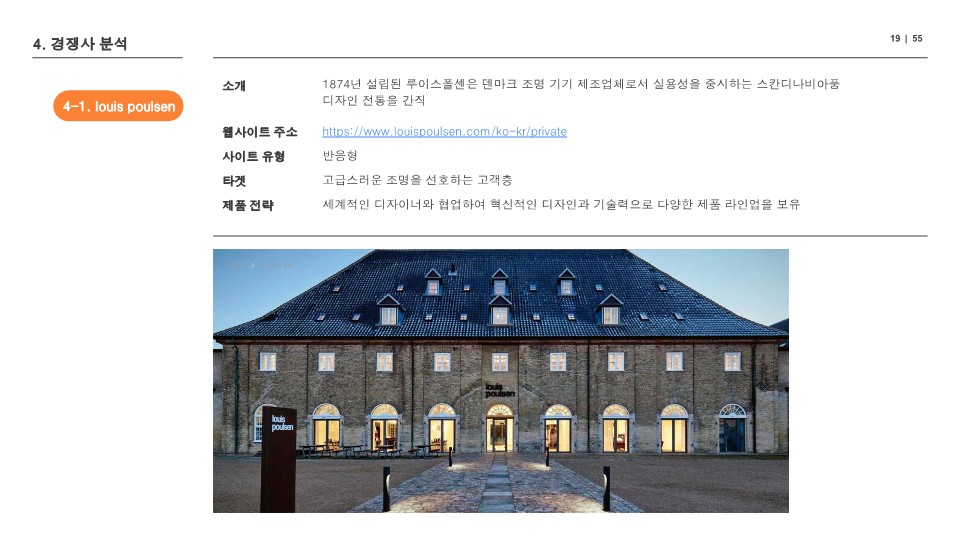 4. 경쟁사 분석
19 | 55
4-1. louis poulsen
소개
1874년 설립된 루이스폴센은 덴마크 조명 기기 제조업체로서 실용성을 중시하는 스칸디나비아풍
디자인 전통을 간직
웹사이트 주소
https://www.louispoulsen.com/ko-kr/private
사이트 유형
반응형
타겟
고급스러운 조명을 선호하는 고객층
제품 전략
세계적인 디자이너와 협업하여 혁신적인 디자인과 기술력으로 다양한 제품 라인업을 보유
louis
poulsen
louis
poulsen